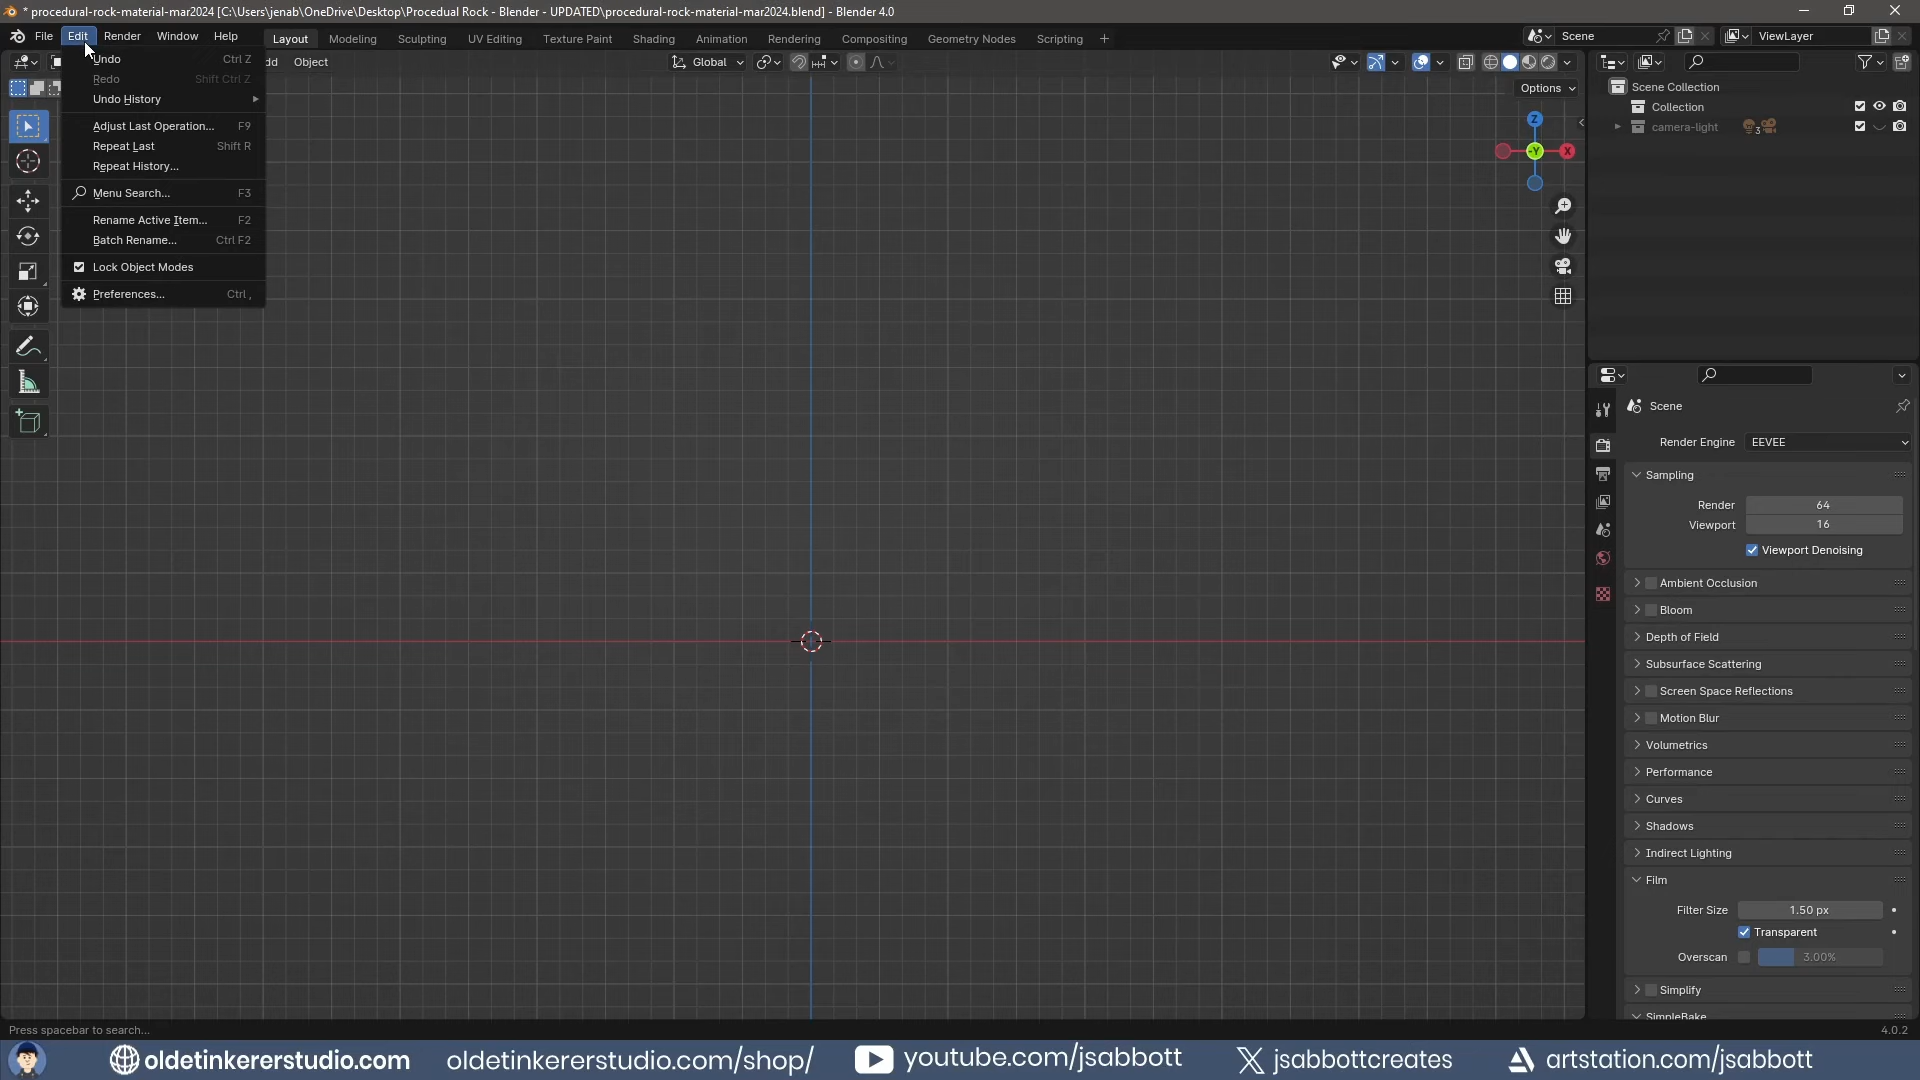 * procedural-rock-material-mar2024 [C:\Users\jenab\OneDrive\Desktop\Procedual Rock - Blender - UPDATED\procedural-rock-material-mar2024.blend] - Blender 4.0
File Edit Render Window Help Layout Modeling Sculpting UV Editing Texture Paint Shading Animation Rendering Compositing Geometry Nodes Scripting + Scene ViewLayer
Object Global
Options
Undo Ctrl Z
Redo Shift Ctrl Z
Undo History
Adjust Last Operation... F9
Repeat Last Shift R
Repeat History...
Menu Search... F3
Rename Active Item... F2
Batch Rename... Ctrl F2
Lock Object Modes
Preferences... Ctrl ,
Z
-Y X
Scene Collection
Collection
camera-light 3
Scene
Render Engine EEVEE
Sampling
Render 64
Viewport 16
Viewport Denoising
Ambient Occlusion
Bloom
Depth of Field
Subsurface Scattering
Screen Space Reflections
Motion Blur
Volumetrics
Performance
Curves
Shadows
Indirect Lighting
Film
Filter Size 1.50 px
Transparent
Overscan 3.00%
Simplify
SimpleBake
Press spacebar to search...
4.0.2
oldetinkererstudio.com oldetinkererstudio.com/shop/ youtube.com/jsabbott jsabbottcreates artstation.com/jsabbott